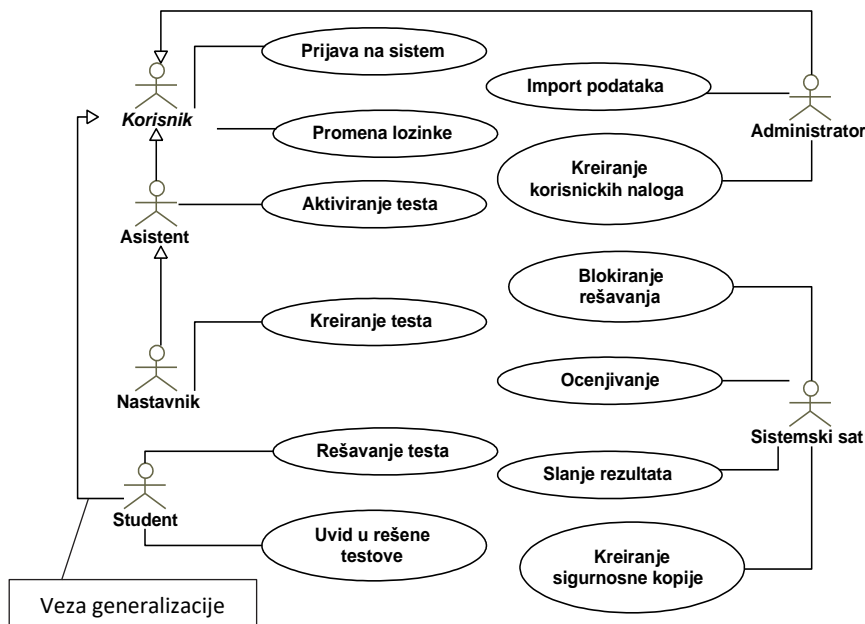 Prijava na sistem
Import podataka
Korisnik
Administrator
Promena lozinke
Kreiranje
korisnickih naloga
Aktiviranje testa
Asistent
Blokiranje
rešavanja
Kreiranje testa
Nastavnik
Ocenjivanje
Sistemski sat
Rešavanje testa
Slanje rezultata
Student
Uvid u rešene
testove
Kreiranje
sigurnosne kopije
Veza generalizacije